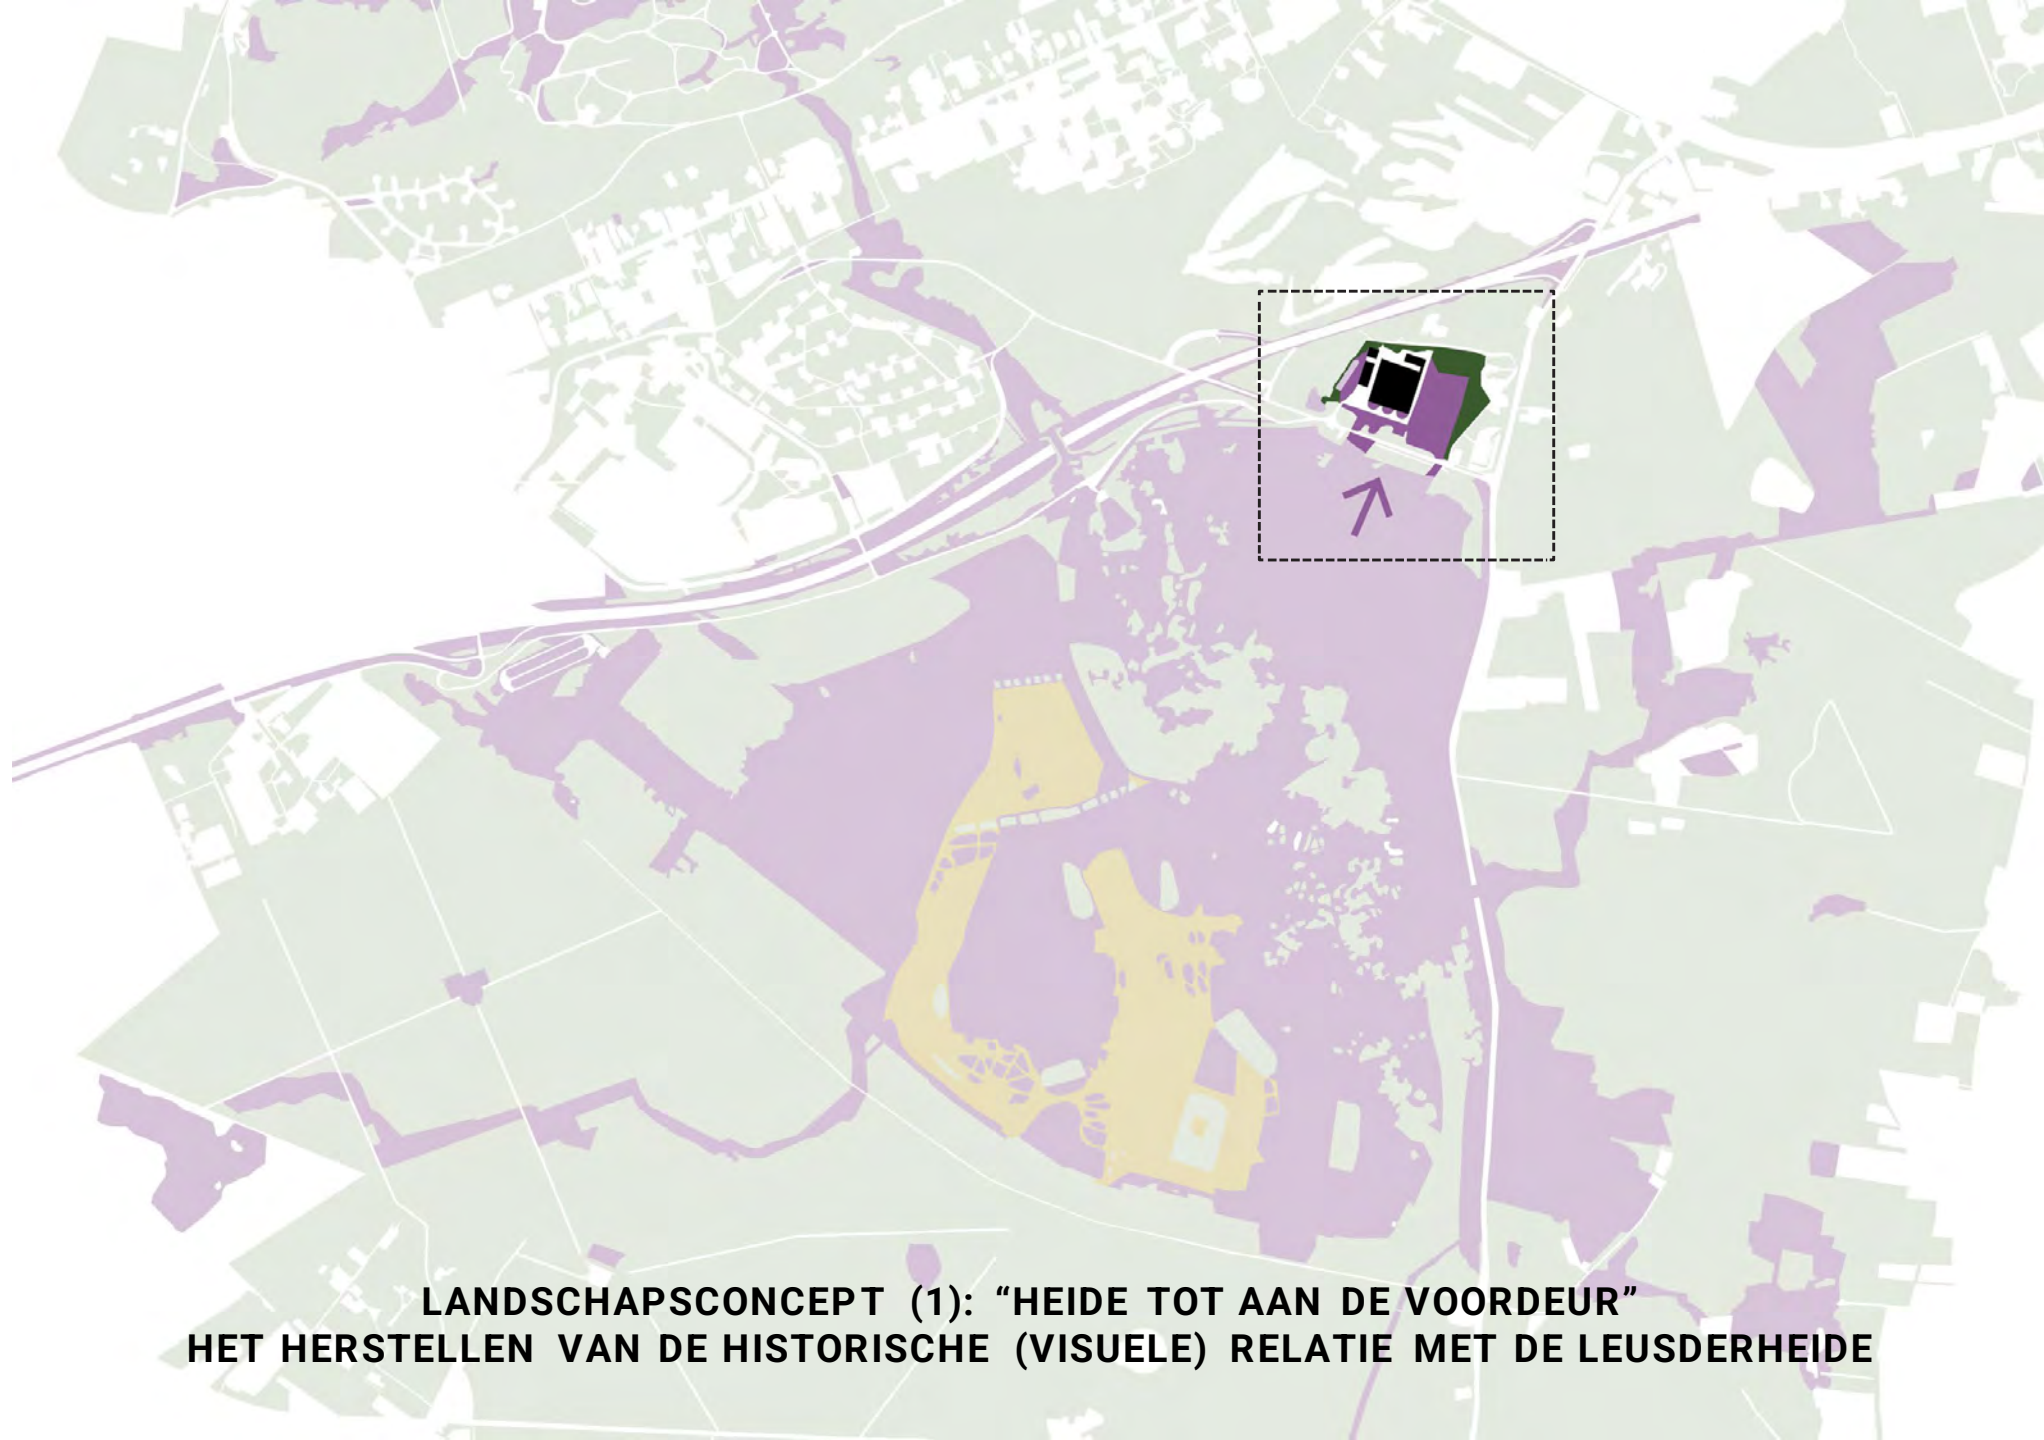 LANDSCHAPSCONCEPT (1): “HEIDE TOT AAN DE VOORDEUR”
HET HERSTELLEN VAN DE HISTORISCHE (VISUELE) RELATIE MET DE LEUSDERHEIDE